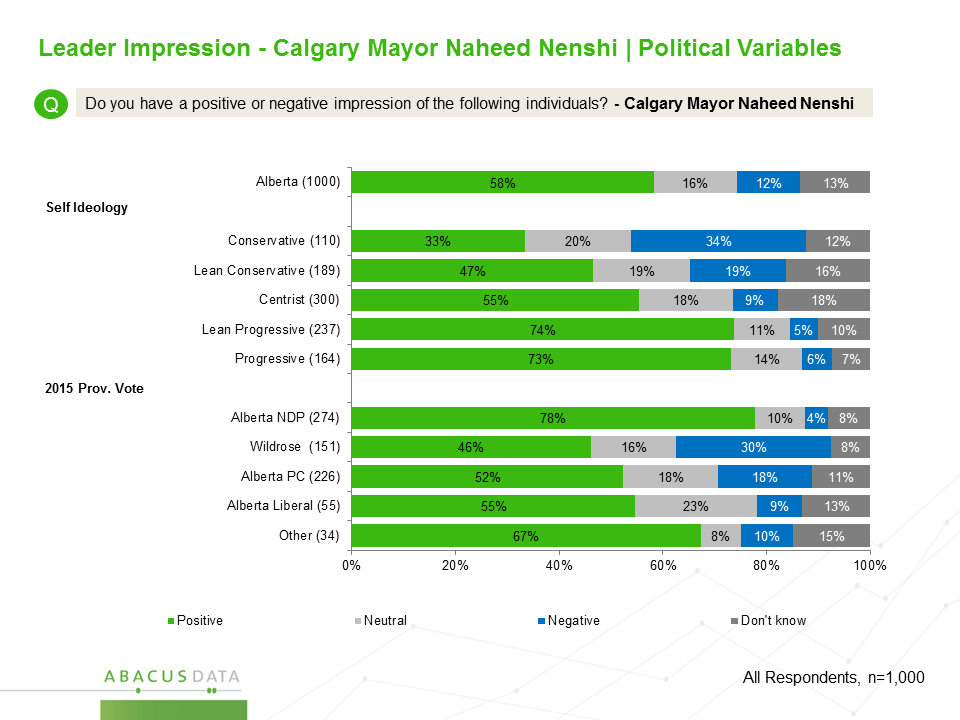 Leader Impression - Calgary Mayor Naheed Nenshi | Political Variables
Q
Do you have a positive or negative impression of the following individuals? - Calgary Mayor Naheed Nenshi
Alberta (1000) 58% 16% 12% 13%
Self Ideology
Conservative (110) 33% 20% 34% 12%
Lean Conservative (189) 47% 19% 19% 16%
Centrist (300) 55% 18% 9% 18%
Lean Progressive (237) 74% 11% 5% 10%
Progressive (164) 73% 14% 6% 7%
2015 Prov. Vote
Alberta NDP (274) 78% 10% 4% 8%
Wildrose (151) 46% 16% 30% 8%
Alberta PC (226) 52% 18% 18% 11%
Alberta Liberal (55) 55% 23% 9% 13%
Other (34) 67% 8% 10% 15%
0% 20% 40% 60% 80% 100%
Positive Neutral Negative Don't know
ABACUS DATA
All Respondents, n=1,000